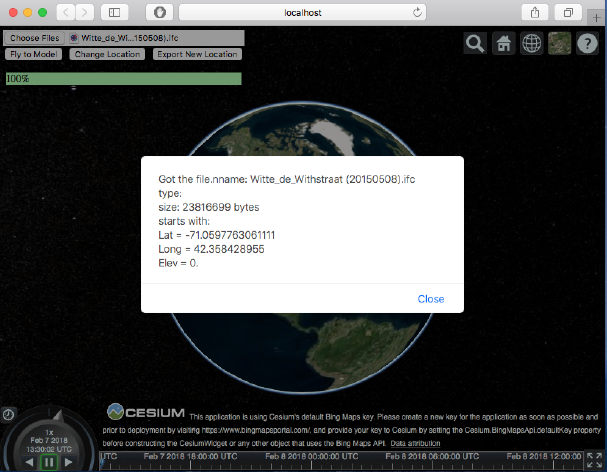 localhost
Choose Files Witte_de_Wi...150508).ifc
Fly to Model Change Location Export New Location
100%
Got the file.nname: Witte_de_Withstraat (20150508).ifc
type:
size: 23816699 bytes
starts with:
Lat = -71.0597763061111
Long = 42.358428955
Elev = 0.
Close
CESIUM This application is using Cesium's default Bing Maps key. Please create a new key for the application as soon as possible and
prior to deployment by visiting https://www.bingmapsportal.com/, and provide your key to Cesium by setting the Cesium.BingMapsApi.defaultKey property
before constructing the CesiumWidget or any other object that uses the Bing Maps API. Data attribution
1x
Feb 7 2018
13:30:02 UTC
UTC Feb 7 2018 18:00:00 UTC Feb 8 2018 00:00:00 UTC Feb 8 2018 06:00:00 UTC Feb 8 2018 12:00:00